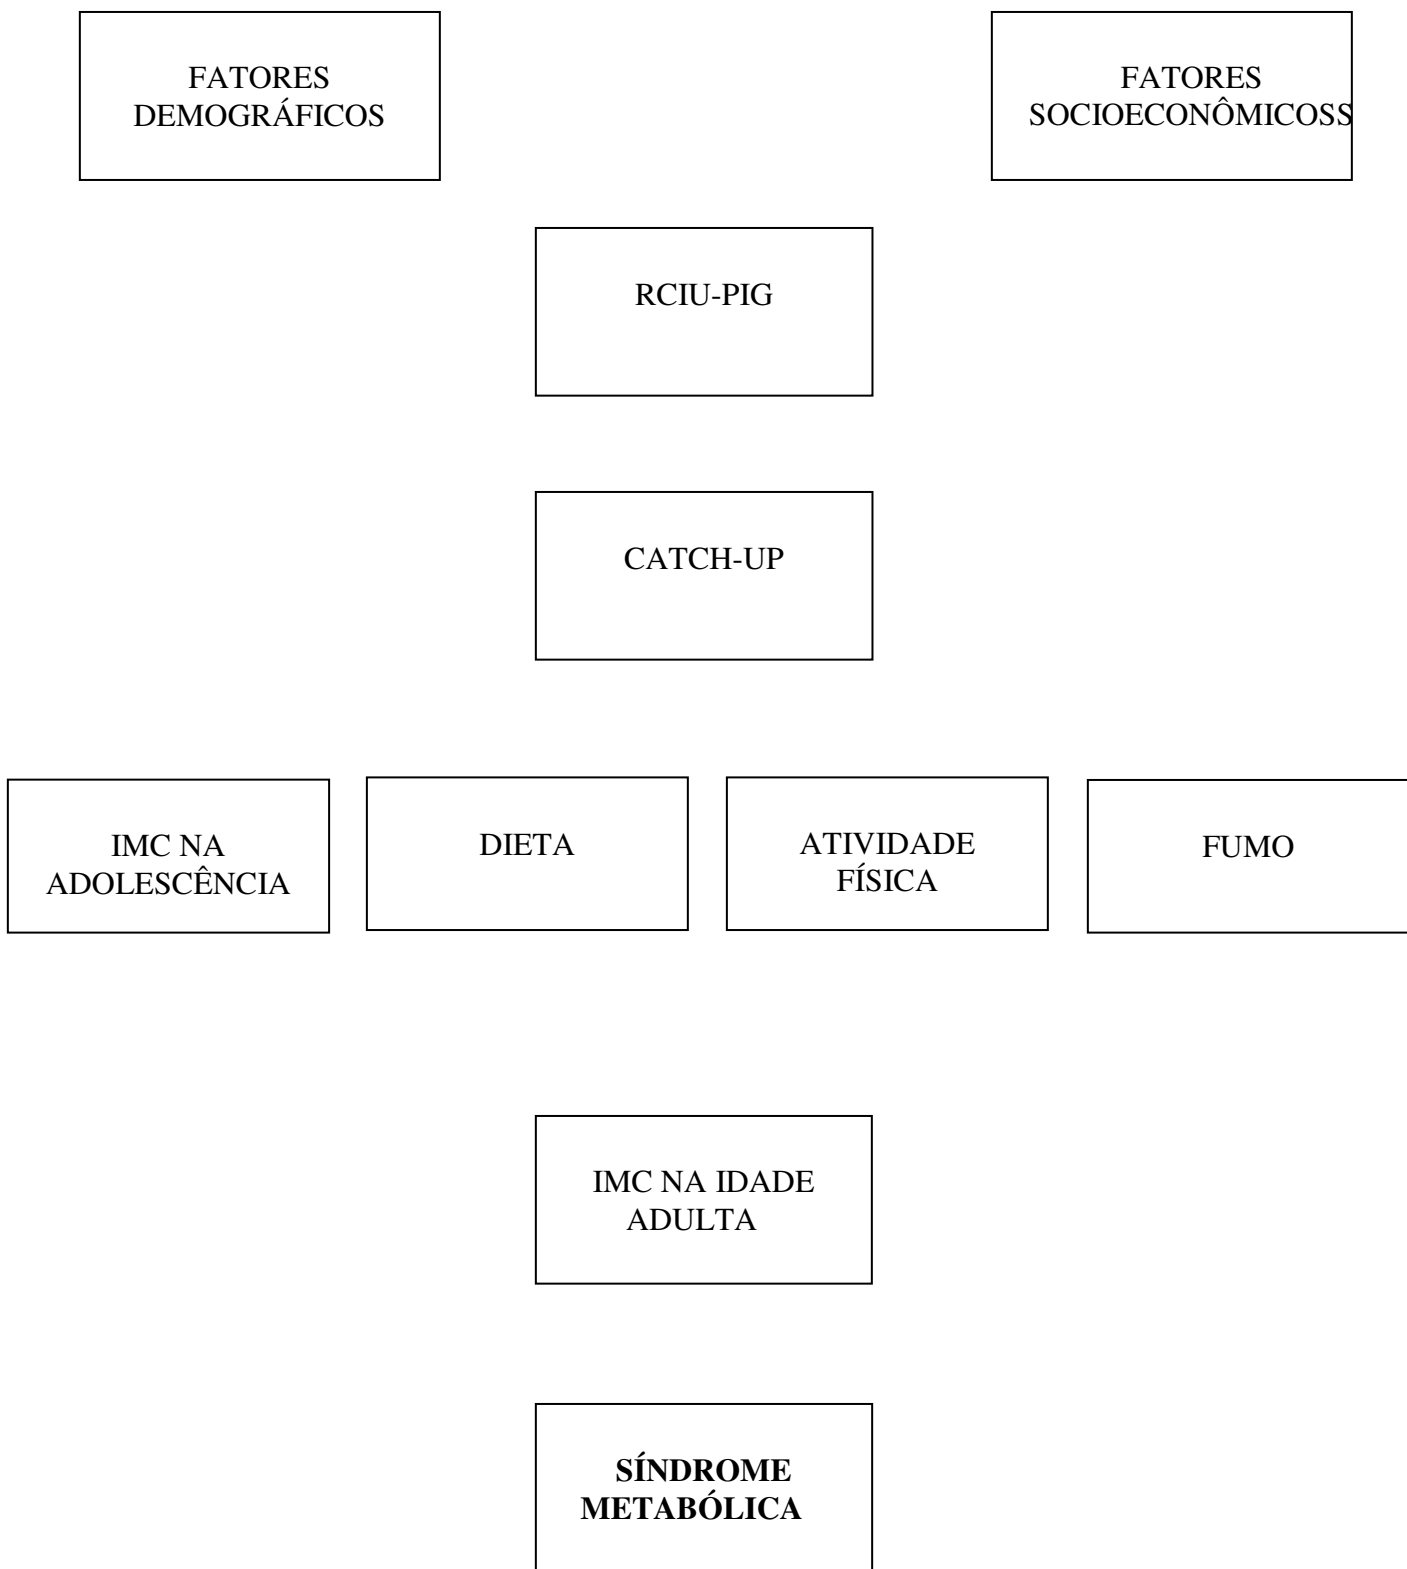 FATORES
DEMOGRÁFICOS
FATORES
SOCIOECONÔMICOSS
RCIU-PIG
CATCH-UP
IMC NA
ADOLESCÊNCIA
DIETA
ATIVIDADE
FÍSICA
FUMO
IMC NA IDADE
ADULTA
SÍNDROME
METABÓLICA